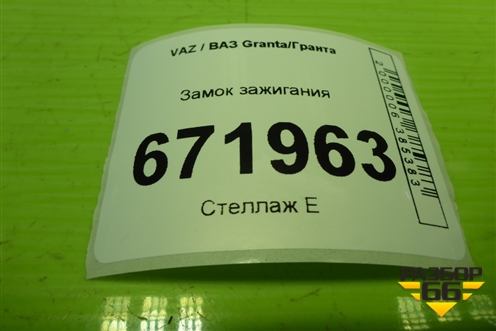 VAZ / ВАЗ Granta/Гранта
Замок зажигания
671963
Стеллаж Е
2000006385383
РАЗБОР
66